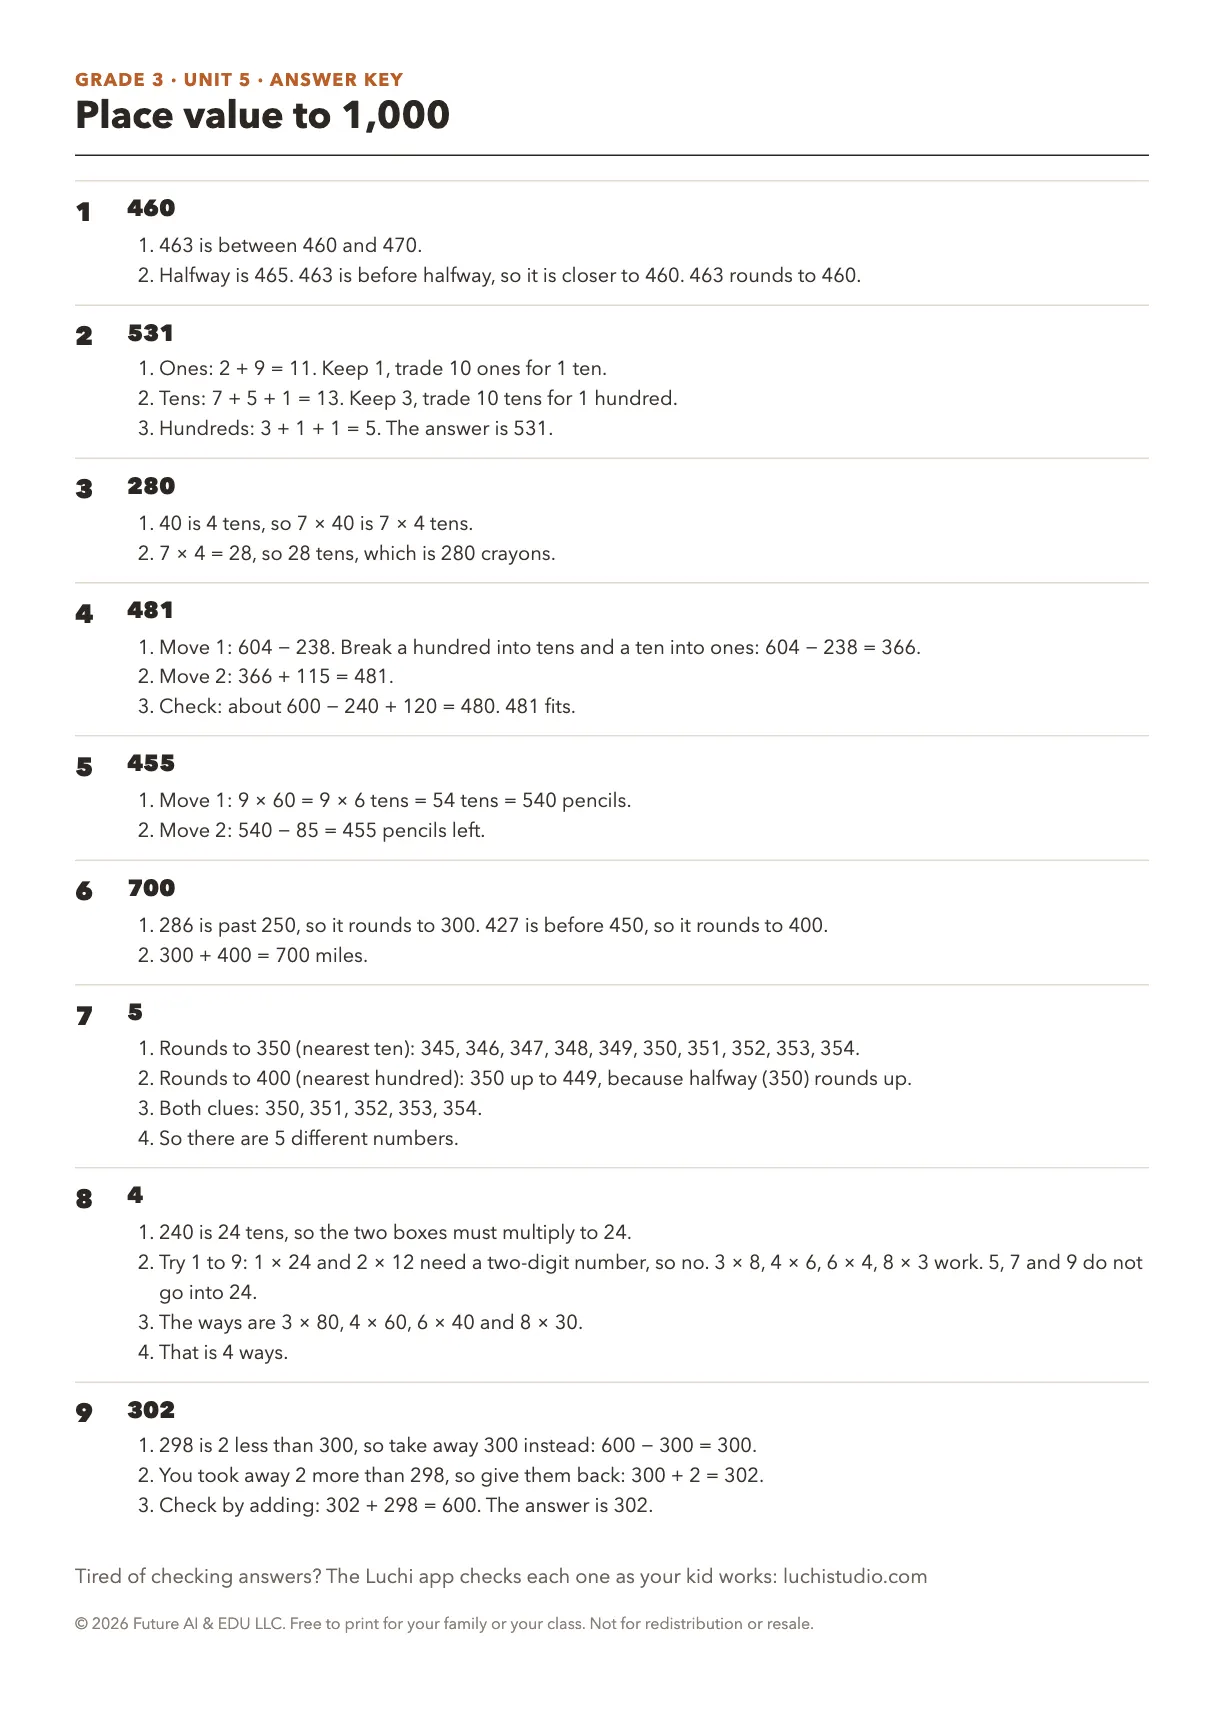 GRADE 3 · UNIT 5 · ANSWER KEY
Place value to 1,000
1 460
1. 463 is between 460 and 470.
2. Halfway is 465. 463 is before halfway, so it is closer to 460. 463 rounds to 460.
2 531
1. Ones: 2 + 9 = 11. Keep 1, trade 10 ones for 1 ten.
2. Tens: 7 + 5 + 1 = 13. Keep 3, trade 10 tens for 1 hundred.
3. Hundreds: 3 + 1 + 1 = 5. The answer is 531.
3 280
1. 40 is 4 tens, so 7 × 40 is 7 × 4 tens.
2. 7 × 4 = 28, so 28 tens, which is 280 crayons.
4 481
1. Move 1: 604 − 238. Break a hundred into tens and a ten into ones: 604 − 238 = 366.
2. Move 2: 366 + 115 = 481.
3. Check: about 600 − 240 + 120 = 480. 481 fits.
5 455
1. Move 1: 9 × 60 = 9 × 6 tens = 54 tens = 540 pencils.
2. Move 2: 540 − 85 = 455 pencils left.
6 700
1. 286 is past 250, so it rounds to 300. 427 is before 450, so it rounds to 400.
2. 300 + 400 = 700 miles.
7 5
1. Rounds to 350 (nearest ten): 345, 346, 347, 348, 349, 350, 351, 352, 353, 354.
2. Rounds to 400 (nearest hundred): 350 up to 449, because halfway (350) rounds up.
3. Both clues: 350, 351, 352, 353, 354.
4. So there are 5 different numbers.
8 4
1. 240 is 24 tens, so the two boxes must multiply to 24.
2. Try 1 to 9: 1 × 24 and 2 × 12 need a two-digit number, so no. 3 × 8, 4 × 6, 6 × 4, 8 × 3 work. 5, 7 and 9 do not
go into 24.
3. The ways are 3 × 80, 4 × 60, 6 × 40 and 8 × 30.
4. That is 4 ways.
9 302
1. 298 is 2 less than 300, so take away 300 instead: 600 − 300 = 300.
2. You took away 2 more than 298, so give them back: 300 + 2 = 302.
3. Check by adding: 302 + 298 = 600. The answer is 302.
Tired of checking answers? The Luchi app checks each one as your kid works: luchistudio.com
© 2026 Future AI & EDU LLC. Free to print for your family or your class. Not for redistribution or resale.